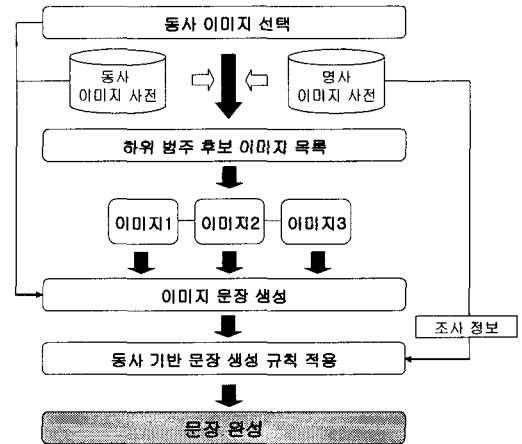 동사 이미지 선택
동사
이미지 사전
명사
이미지 사전
하위 범주 후보 이미지 목록
이미지1
이미지2
이미지3
이미지 문장 생성
조사 정보
동사 기반 문장 생성 규칙 적용
문장 완성